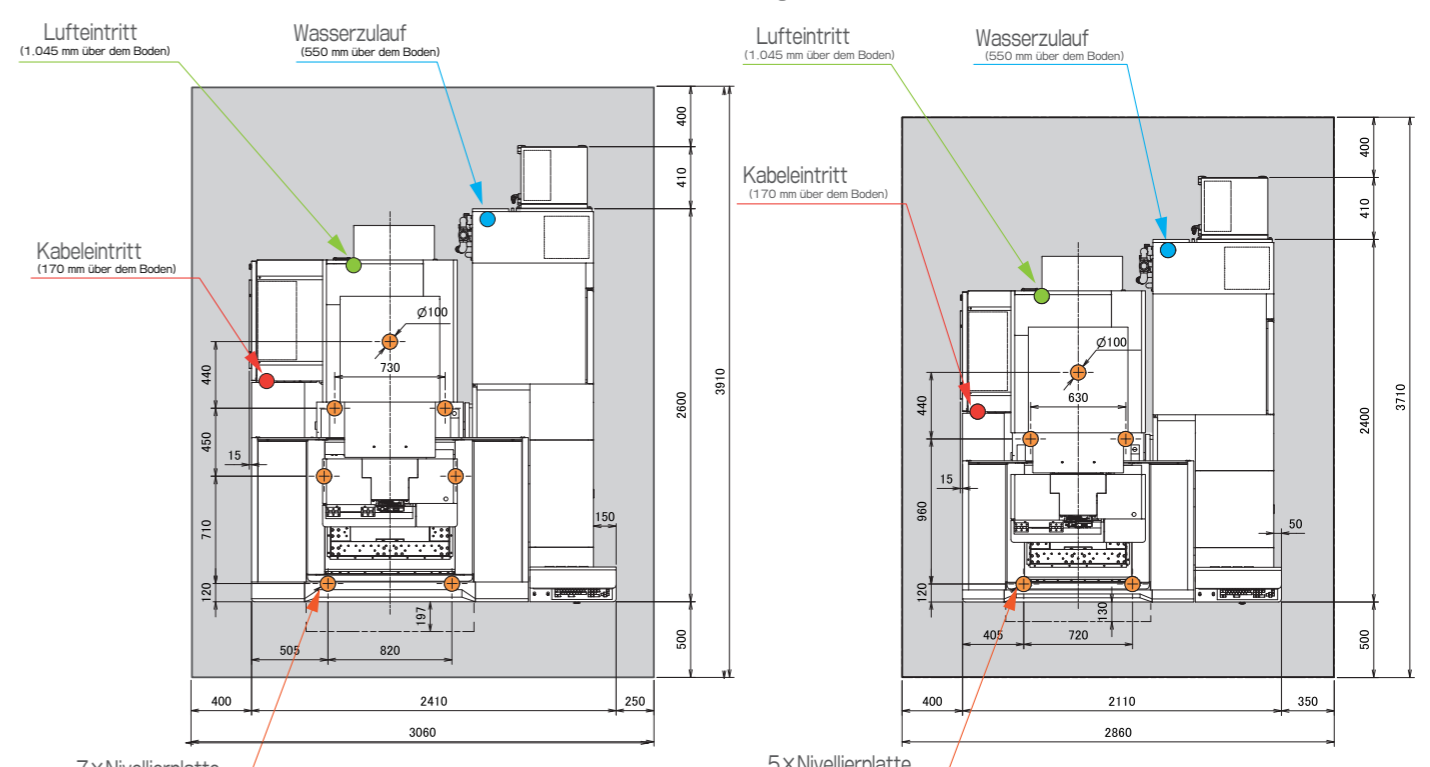 Lufteintritt
(1.045 mm über dem Boden)
Wasserzulauf
(550 mm über dem Boden)
Kabeleintritt
(170 mm über dem Boden)
400
410
2600
3910
500
Ø100
730
440
450
15
710
120
150
197
505
820
400
2410
250
3060
7×Nivellierplatte
Lufteintritt
(1.045 mm über dem Boden)
Wasserzulauf
(550 mm über dem Boden)
Kabeleintritt
(170 mm über dem Boden)
400
410
2400
3710
500
Ø100
630
440
15
960
120
50
130
405
720
400
2110
350
2860
5×Nivellierplatte